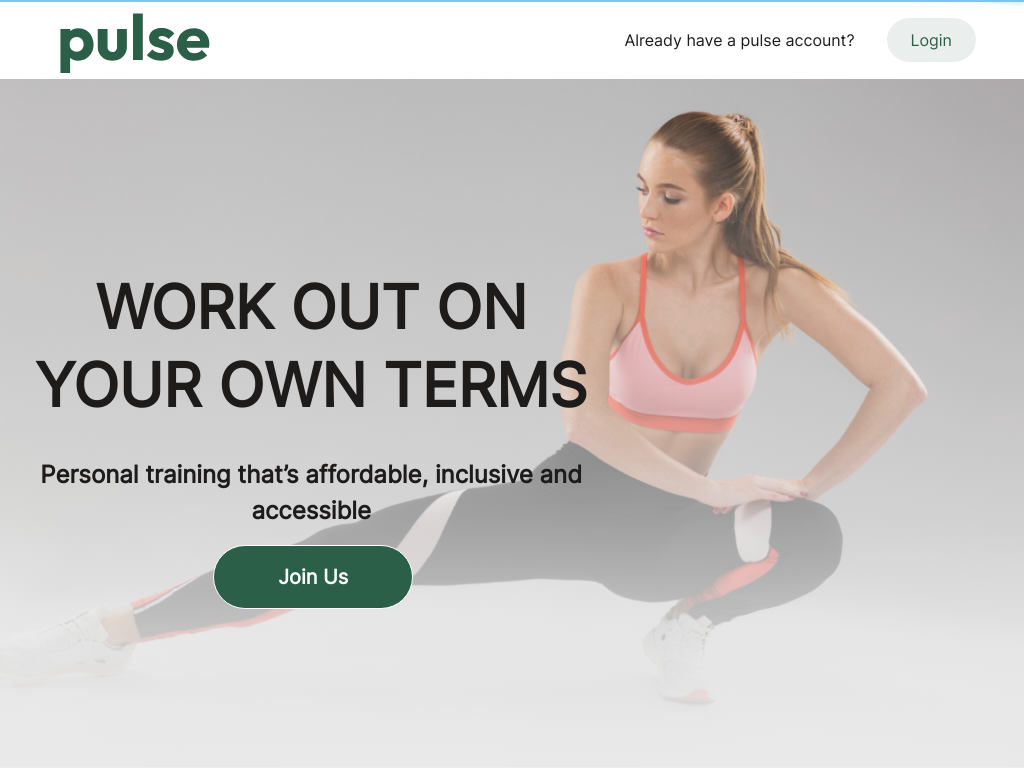 pulse
Already have a pulse account?
Login
WORK OUT ON
YOUR OWN TERMS
Personal training that’s affordable, inclusive and
accessible
Join Us